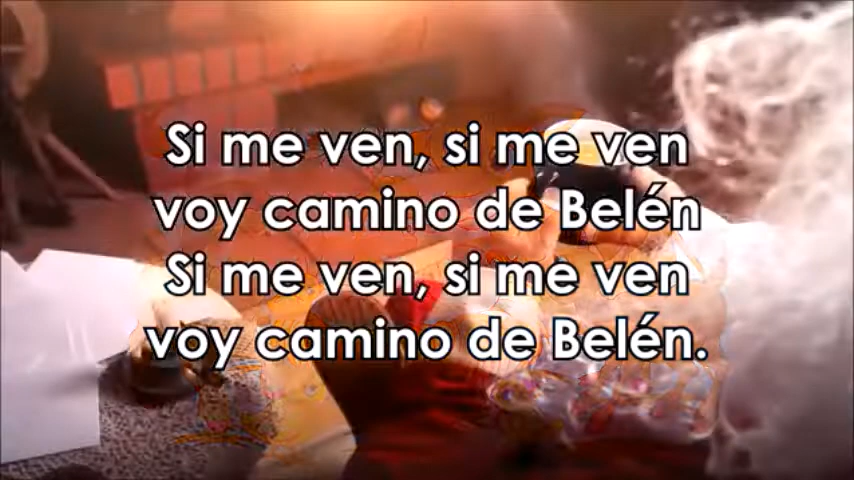 Si me ven, si me ven
voy camino de Belén
Si me ven, si me ven
voy camino de Belén.